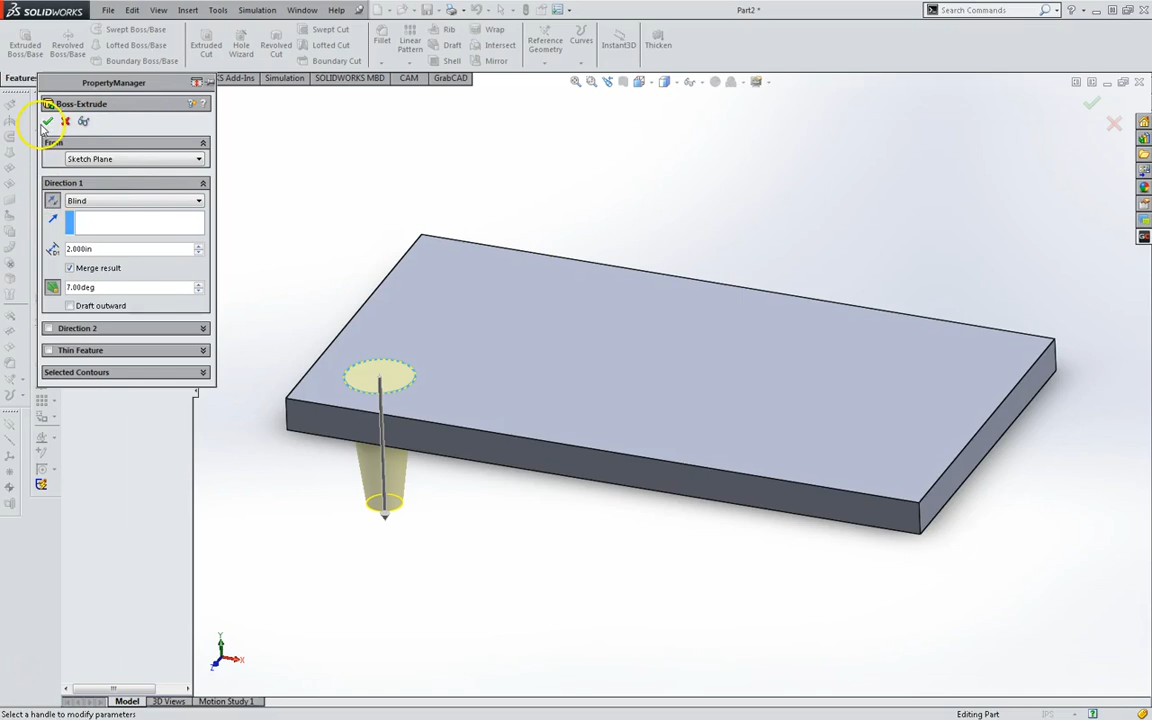 SOLIDWORKS File Edit View Insert Tools Simulation Window Help Part2 * Search Commands
Extruded Boss/Base
Revolved Boss/Base
Swept Boss/Base
Lofted Boss/Base
Boundary Boss/Base
Extruded Cut
Hole Wizard
Revolved Cut
Swept Cut
Lofted Cut
Boundary Cut
Fillet
Linear Pattern
Rib
Draft
Shell
Wrap
Intersect
Mirror
Reference Geometry
Curves
Instant3D
Thicken
Features
S Add-Ins Simulation SOLIDWORKS MBD CAM GrabCAD
PropertyManager
Boss-Extrude
From
Sketch Plane
Direction 1
Blind
2.000in
Merge result
7.00deg
Draft outward
Direction 2
Thin Feature
Selected Contours
Y
X
Z
Model 3D Views Motion Study 1
Select a handle to modify parameters Editing Part IPS